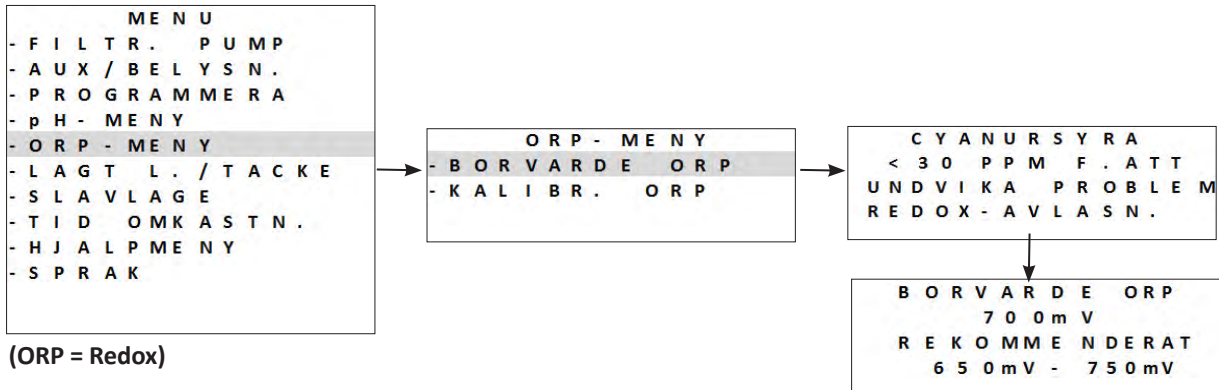 MENU
- FILTR. PUMP
- AUX/BELYSN.
- PROGRAMMERA
- pH- MENY
- ORP- MENY
- LAGT L./TACKE
- SLAVLAGE
- TID OMKASTN.
- HJALPMENY
- SPRAK
(ORP = Redox)
ORP- MENY
- BORVARDE ORP
- KALIBR. ORP
CYANURSYRA
< 30 PPM F.ATT
UNDVIKA PROBLEM
REDOX-AVLASN.
BORVARDE ORP
700mV
REKOMMENDERAT
650mV- 750mV